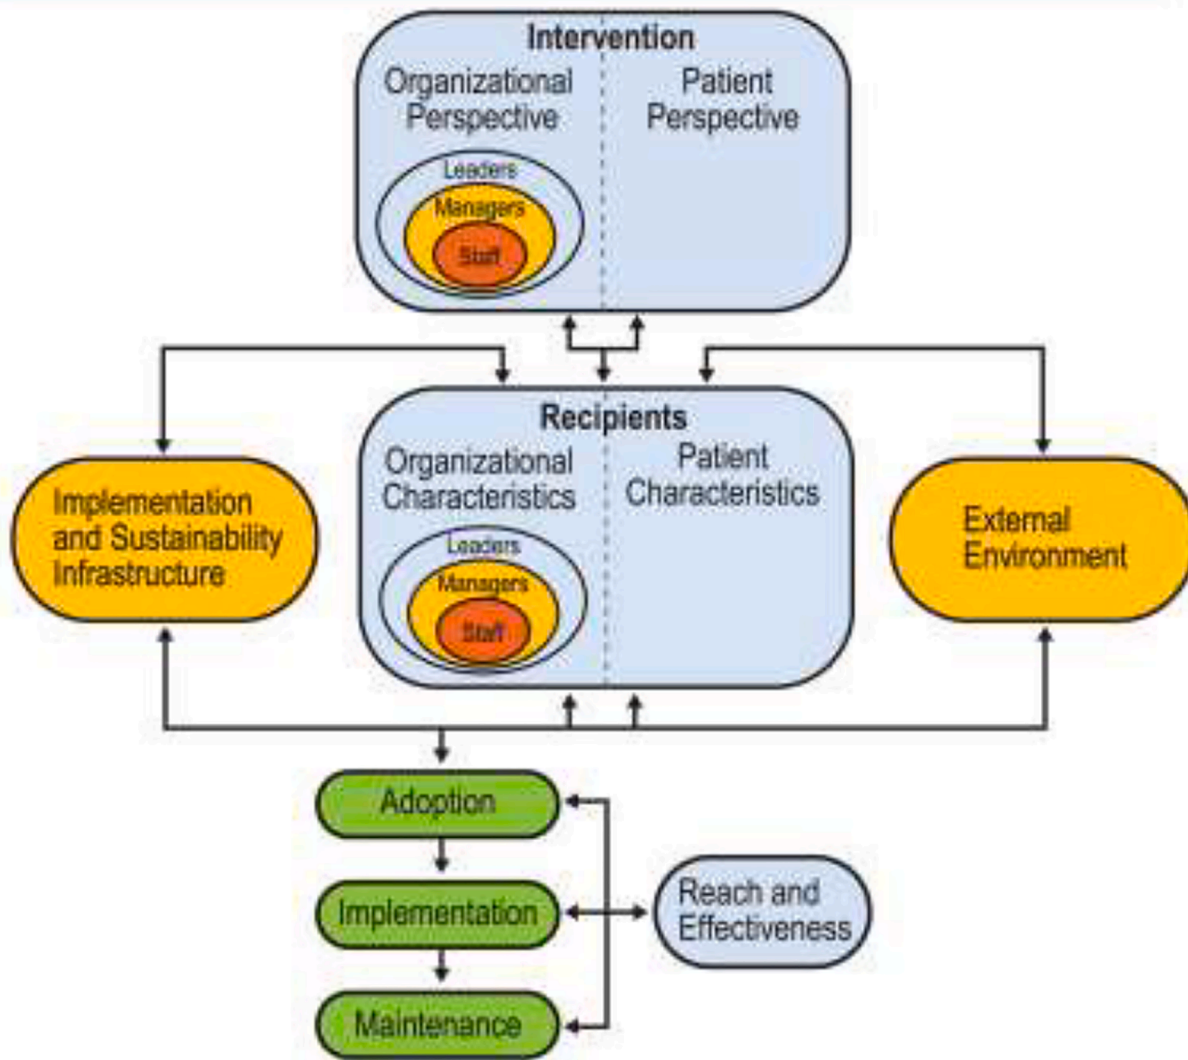 Intervention
Organizational
Perspective
Patient
Perspective
Leaders
Managers
Staff
Recipients
Organizational
Characteristics
Patient
Characteristics
Leaders
Managers
Staff
Implementation
and Sustainability
Infrastructure
External
Environment
Adoption
Implementation
Maintenance
Reach and
Effectiveness